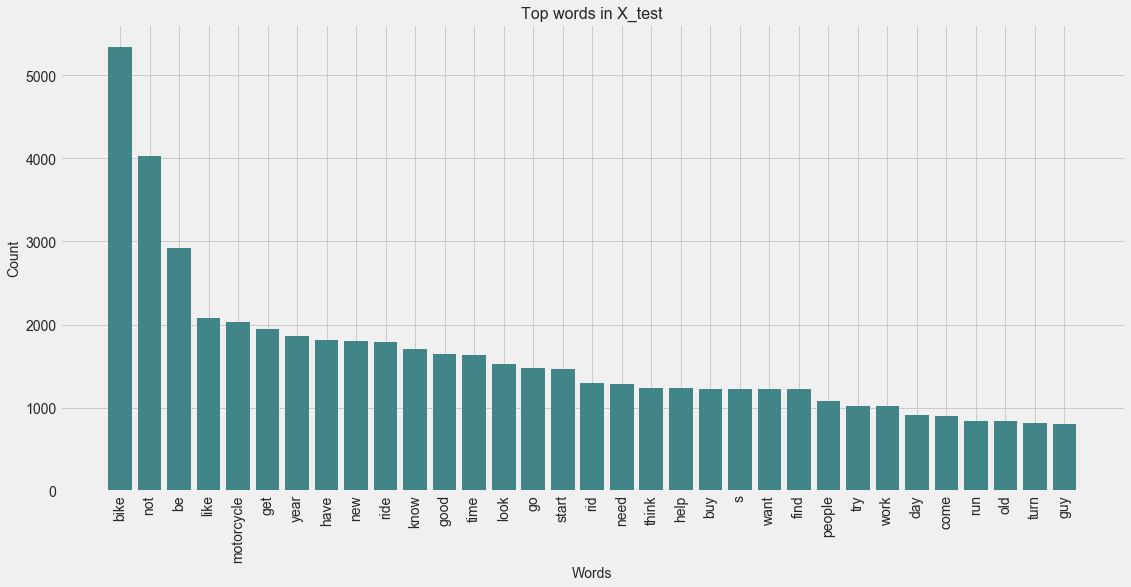 Top words in X_test
Count
5000
4000
3000
2000
1000
0
bike
not
be
like
motorcycle
get
year
have
new
ride
know
good
time
look
go
start
rid
need
think
help
buy
s
want
find
people
try
work
day
come
run
old
turn
guy
Words